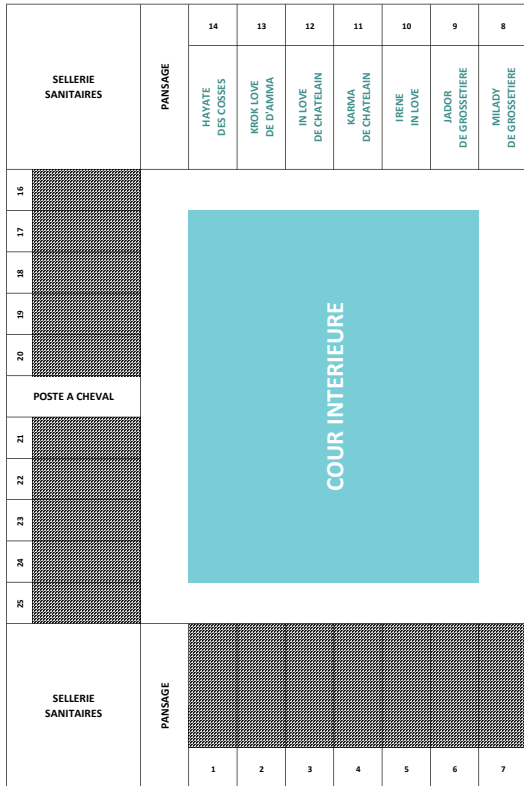 SELLERIE
SANITAIRES
PANSAGE
14
13
12
11
10
9
8
HAYATE
DES COSSES
KROK LOVE
DE D'AMMA
IN LOVE
DE CHATELAIN
KARMA
DE CHATELAIN
IRENE
IN LOVE
JADOR
DE GROSSETIERE
MILADY
DE GROSSETIERE
16
17
18
19
20
POSTE A CHEVAL
21
22
23
24
25
COUR INTERIEURE
SELLERIE
SANITAIRES
PANSAGE
1
2
3
4
5
6
7